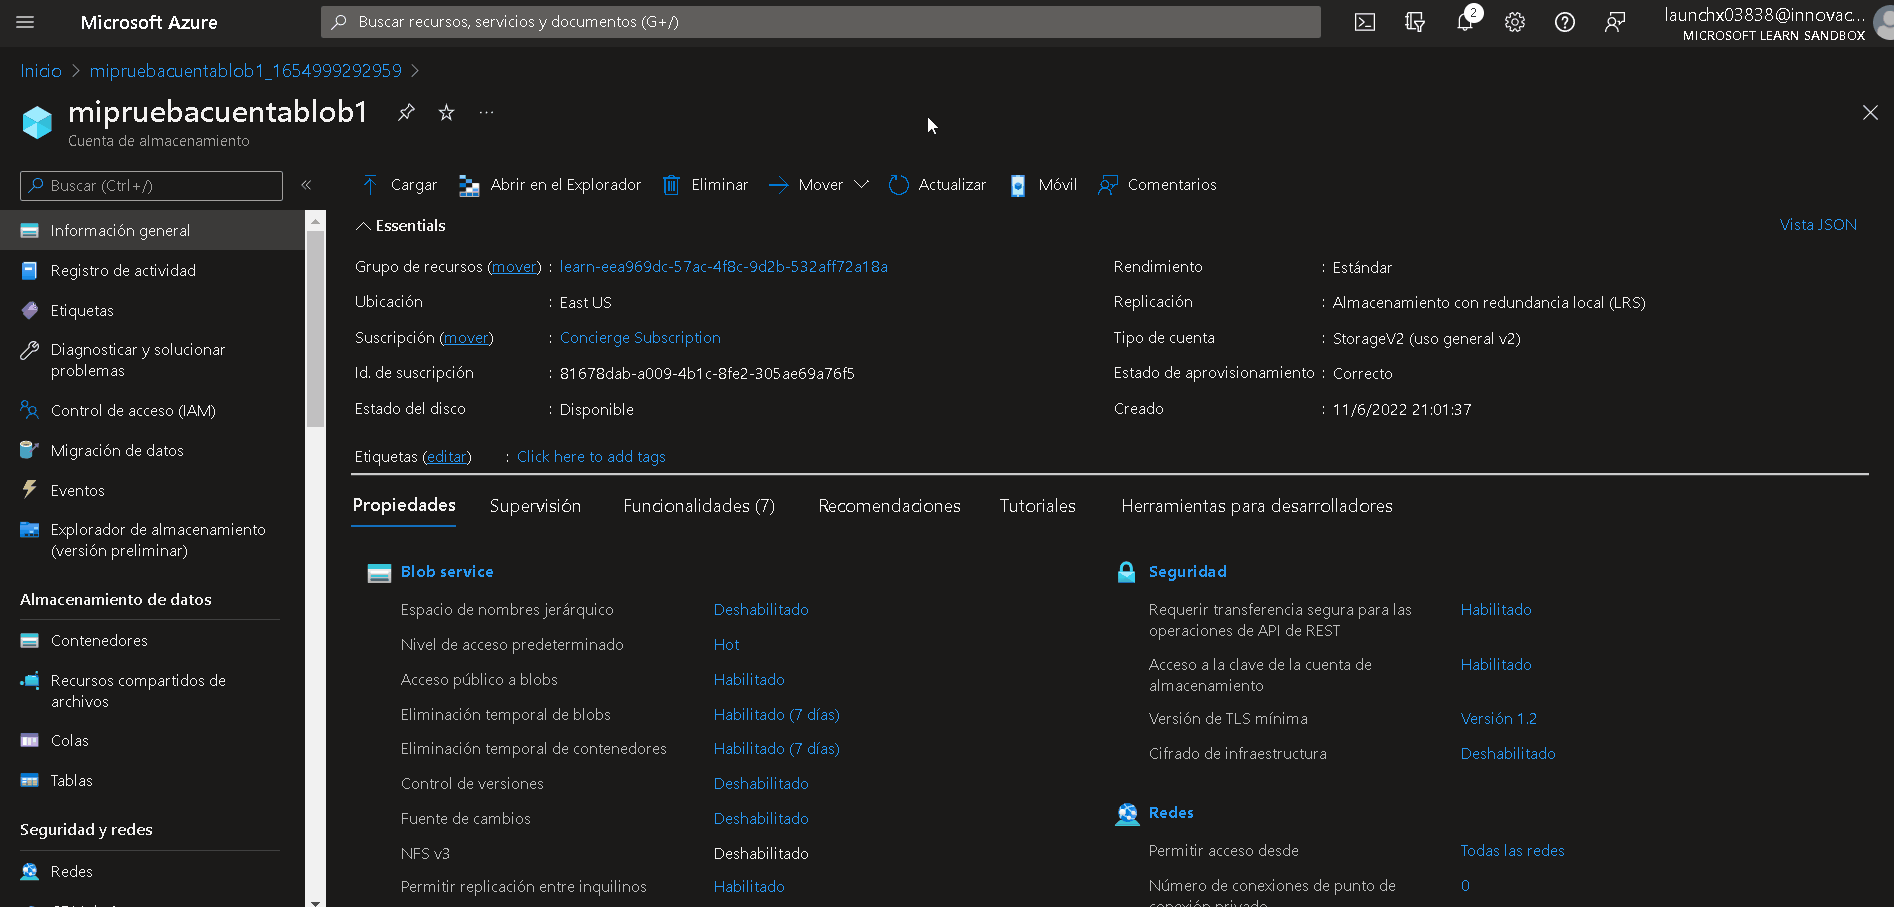 Microsoft Azure
Buscar recursos, servicios y documentos (G+/)
2
launchx03838@innovac...
MICROSOFT LEARN SANDBOX
Inicio > mipruebacuentablob1_1654999292959 >
mipruebacuentablob1
Cuenta de almacenamiento
Buscar (Ctrl+/)
Información general
Registro de actividad
Etiquetas
Diagnosticar y solucionar
problemas
Control de acceso (IAM)
Migración de datos
Eventos
Explorador de almacenamiento
(versión preliminar)
Almacenamiento de datos
Contenedores
Recursos compartidos de
archivos
Colas
Tablas
Seguridad y redes
Redes
Cargar Abrir en el Explorador Eliminar Mover Actualizar Móvil Comentarios
Essentials
Vista JSON
Grupo de recursos (mover) : learn-eea969dc-57ac-4f8c-9d2b-532aff72a18a
Ubicación : East US
Suscripción (mover) : Concierge Subscription
Id. de suscripción : 81678dab-a009-4b1c-8fe2-305ae69a76f5
Estado del disco : Disponible
Rendimiento : Estándar
Replicación : Almacenamiento con redundancia local (LRS)
Tipo de cuenta : StorageV2 (uso general v2)
Estado de aprovisionamiento : Correcto
Creado : 11/6/2022 21:01:37
Etiquetas (editar) : Click here to add tags
Propiedades Supervisión Funcionalidades (7) Recomendaciones Tutoriales Herramientas para desarrolladores
Blob service
Espacio de nombres jerárquico Deshabilitado
Nivel de acceso predeterminado Hot
Acceso público a blobs Habilitado
Eliminación temporal de blobs Habilitado (7 días)
Eliminación temporal de contenedores Habilitado (7 días)
Control de versiones Deshabilitado
Fuente de cambios Deshabilitado
NFS v3 Deshabilitado
Permitir replicación entre inquilinos Habilitado
Seguridad
Requerir transferencia segura para las Habilitado
operaciones de API de REST
Acceso a la clave de la cuenta de Habilitado
almacenamiento
Versión de TLS mínima Versión 1.2
Cifrado de infraestructura Deshabilitado
Redes
Permitir acceso desde Todas las redes
Número de conexiones de punto de 0
conexión privado